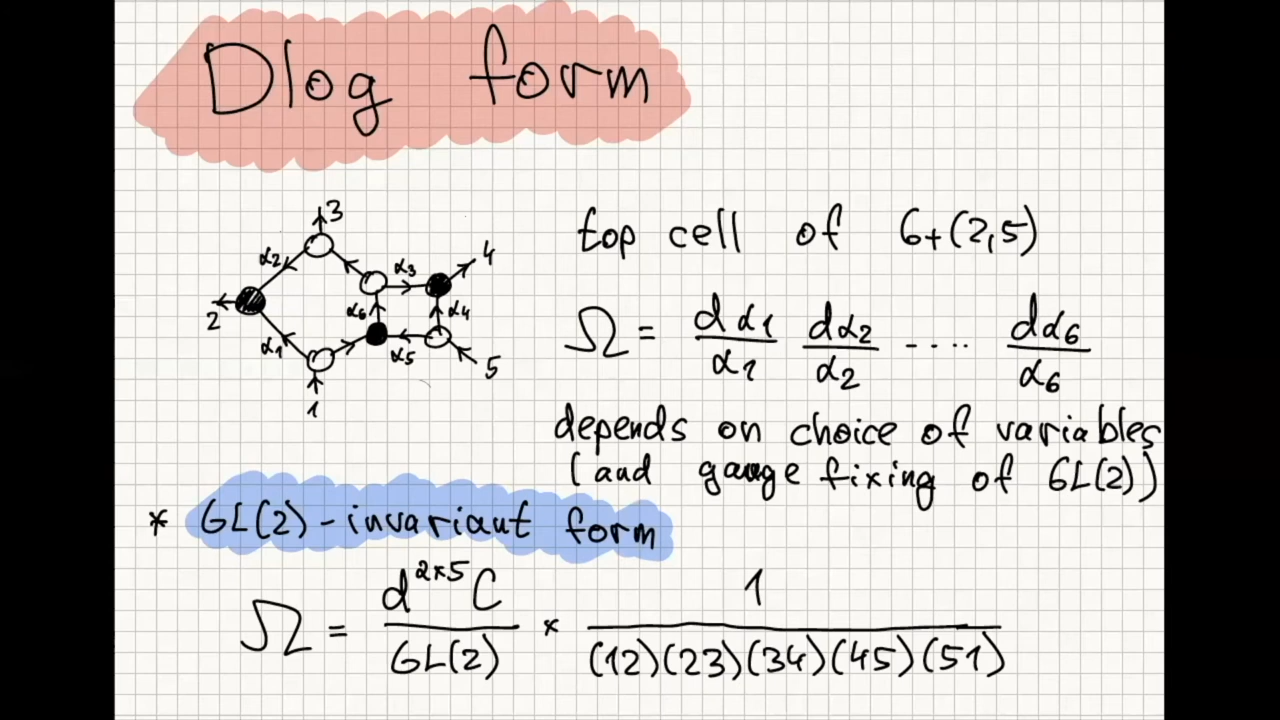 Dlog form
3
α2 α3 4
2 α6 α4
α1 α5 5
1
top cell of G+(2,5)
Ω = dα1/α1 dα2/α2 .... dα6/α6
depends on choice of variables
(and gauge fixing of GL(2))
* GL(2)-invariant form
Ω = d^{2×5}C / GL(2) * 1 / (12)(23)(34)(45)(51)